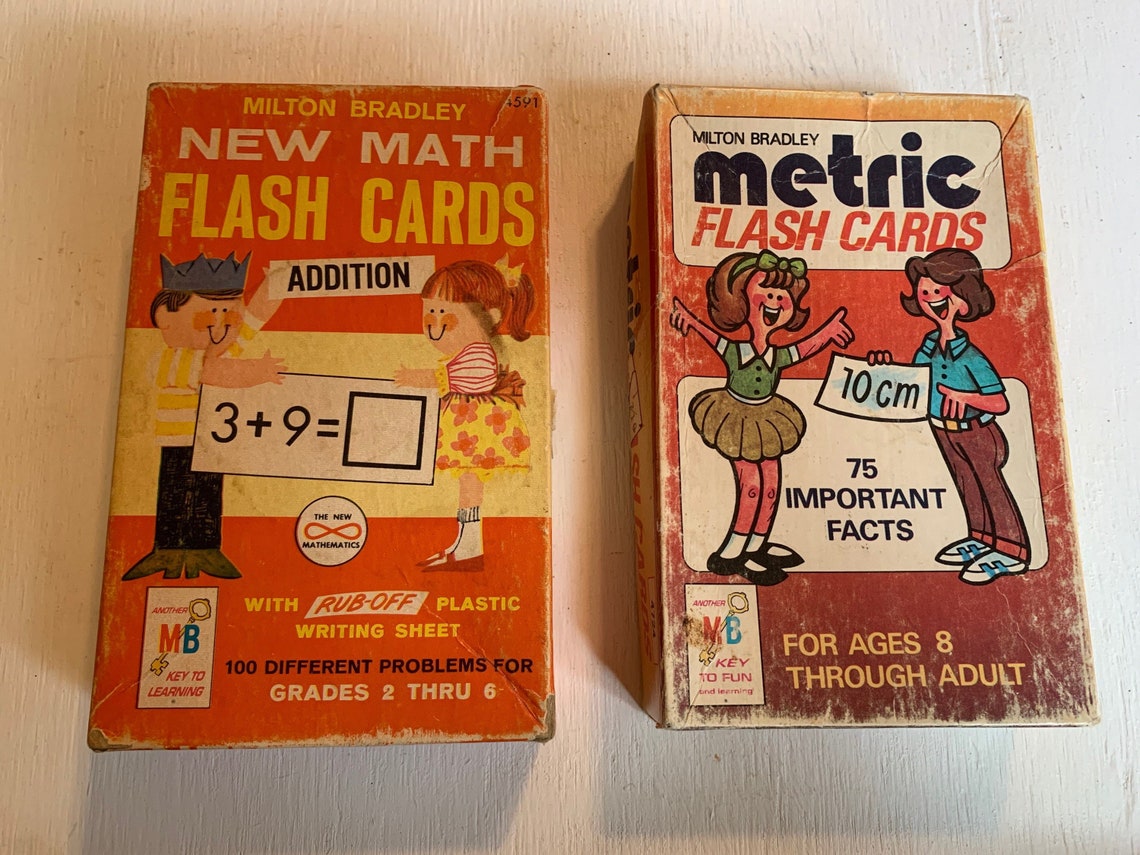 MILTON BRADLEY
4591
NEW MATH
FLASH CARDS
ADDITION
3+9=
THE NEW
MATHEMATICS
WITH RUB-OFF PLASTIC
WRITING SHEET
ANOTHER
MB
KEY TO
LEARNING
100 DIFFERENT PROBLEMS FOR
GRADES 2 THRU 6
MILTON BRADLEY
metric
FLASH CARDS
10 cm
75
IMPORTANT
FACTS
ANOTHER
MB
KEY
TO FUN
and learning
FOR AGES 8
THROUGH ADULT